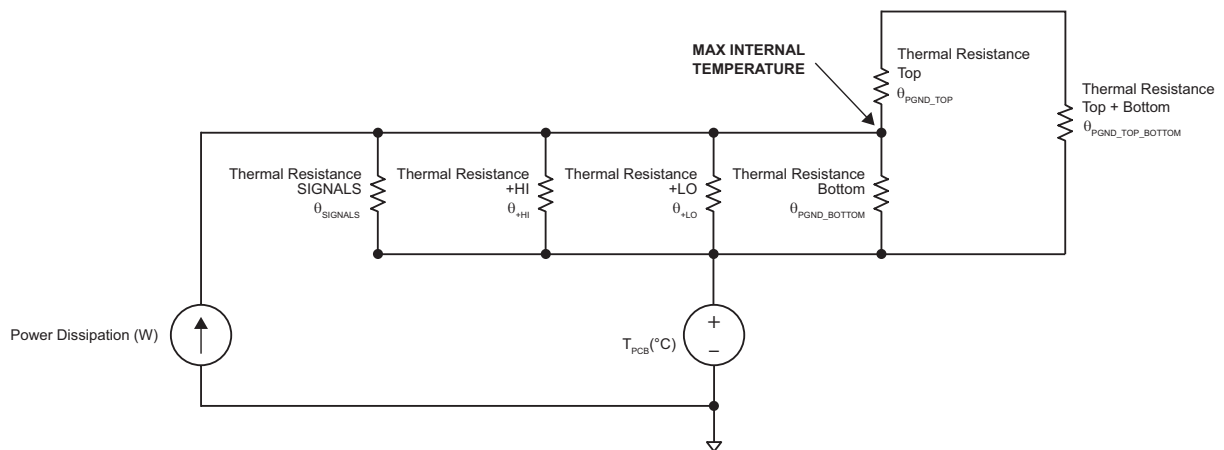 MAX INTERNAL
TEMPERATURE
Thermal Resistance
Top
θPGND_TOP
Thermal Resistance
Top + Bottom
θPGND_TOP_BOTTOM
Thermal Resistance
SIGNALS
θSIGNALS
Thermal Resistance
+HI
θ+HI
Thermal Resistance
+LO
θ+LO
Thermal Resistance
Bottom
θPGND_BOTTOM
Power Dissipation (W)
TPCB(°C)
+
–